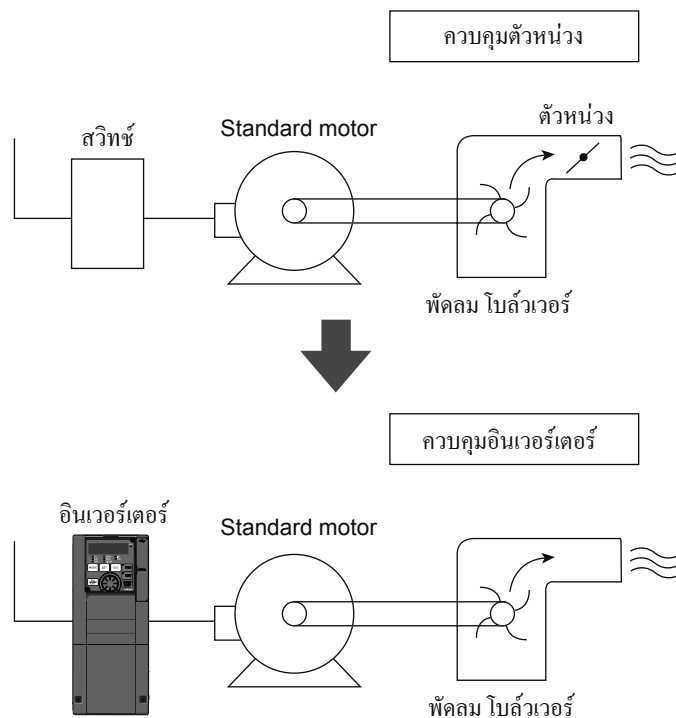 ควบคุมตัวหน่วง
สวิทช์
Standard motor
ตัวหน่วง
พัดลม โบล์วเวอร์
ควบคุมอินเวอร์เตอร์
อินเวอร์เตอร์
Standard motor
พัดลม โบล์วเวอร์